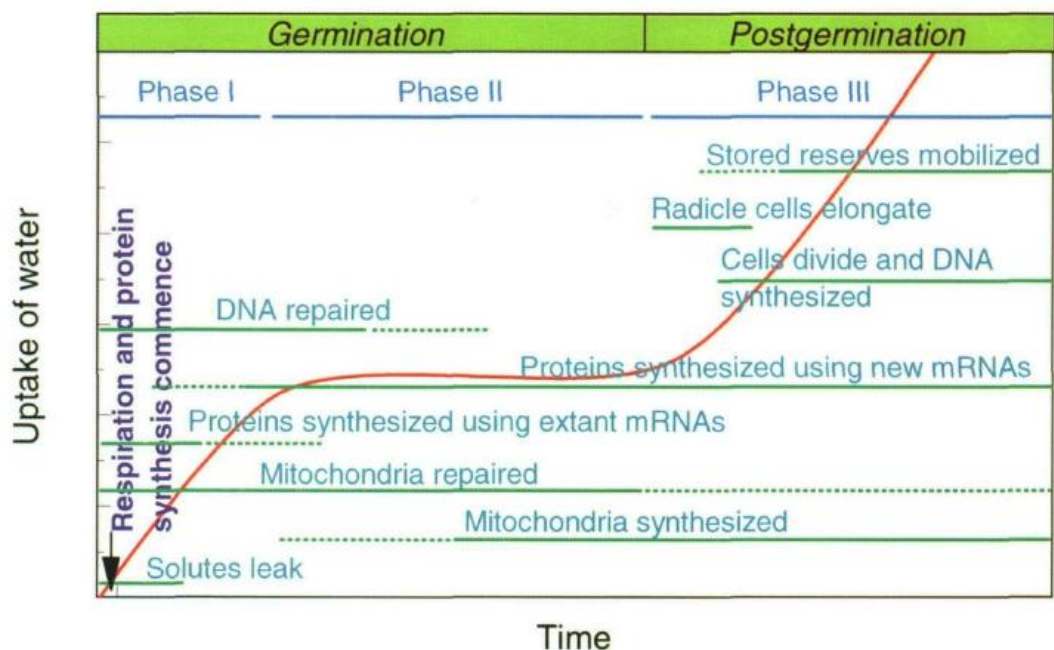 Germination
Postgermination
Phase I
Phase II
Phase III
Stored reserves mobilized
Radicle cells elongate
Cells divide and DNA
synthesized
DNA repaired
Proteins synthesized using new mRNAs
Proteins synthesized using extant mRNAs
Mitochondria repaired
Mitochondria synthesized
Solutes leak
Respiration and protein
synthesis commence
Uptake of water
Time